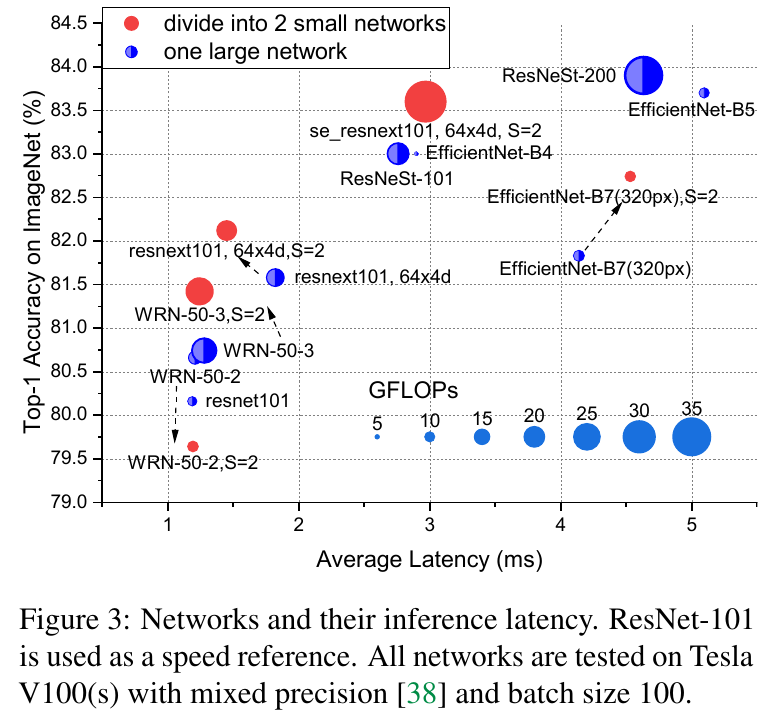 84.5
84.0
83.5
83.0
82.5
82.0
81.5
81.0
80.5
80.0
79.5
79.0
Top-1 Accuracy on ImageNet (%)
divide into 2 small networks
one large network
ResNeSt-200
EfficientNet-B5
se_resnext101, 64x4d, S=2
EfficientNet-B4
ResNeSt-101
EfficientNet-B7(320px),S=2
resnext101, 64x4d,S=2
EfficientNet-B7(320px)
resnext101, 64x4d
WRN-50-3,S=2
WRN-50-3
WRN-50-2
resnet101
WRN-50-2,S=2
GFLOPs
5 10 15 20 25 30 35
1 2 3 4 5
Average Latency (ms)
Figure 3: Networks and their inference latency. ResNet-101
is used as a speed reference. All networks are tested on Tesla
V100(s) with mixed precision [38] and batch size 100.